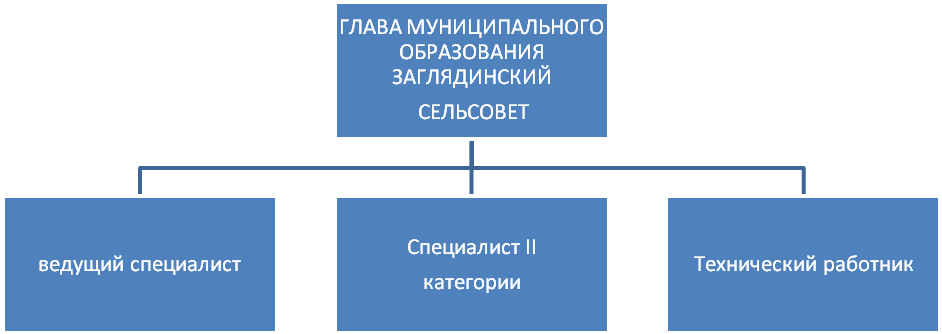 ГЛАВА МУНИЦИПАЛЬНОГО
ОБРАЗОВАНИЯ
ЗАГЛЯДИНСКИЙ
СЕЛЬСОВЕТ
ведущий специалист
Специалист II
категории
Технический работник